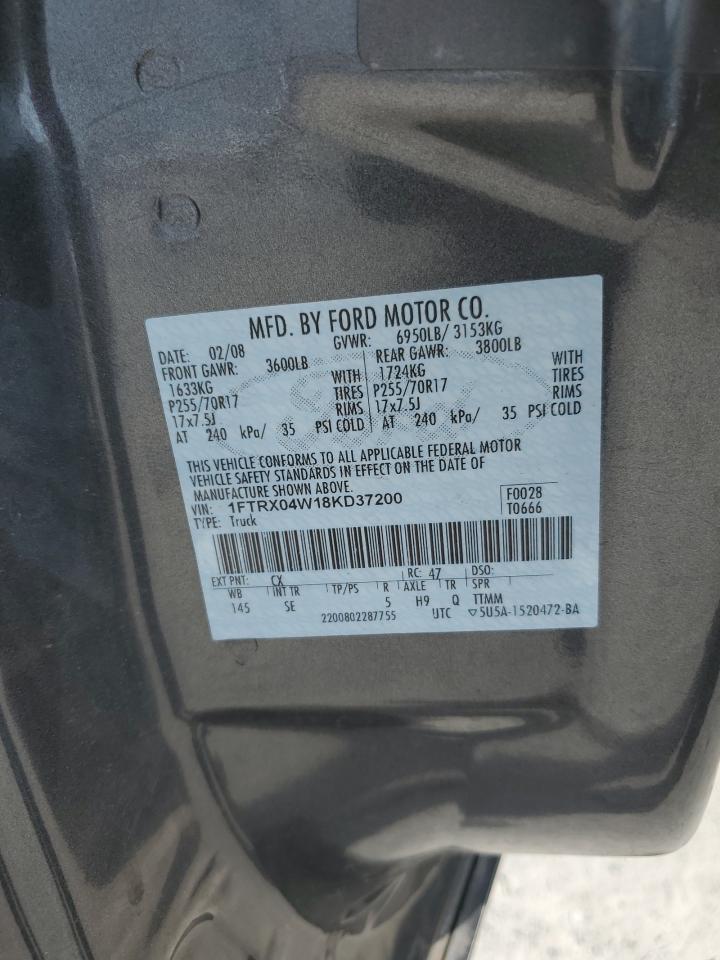 MFD. BY FORD MOTOR CO.
DATE: 02/08 GVWR: 6950LB/ 3153KG
FRONT GAWR: 3600LB REAR GAWR: 3800LB
1633KG WITH 1724KG WITH
P255/70R17 TIRES P255/70R17 TIRES
17x7.5J RIMS 17x7.5J RIMS
AT 240 kPa/ 35 PSI COLD AT 240 kPa/ 35 PSI COLD
THIS VEHICLE CONFORMS TO ALL APPLICABLE FEDERAL MOTOR
VEHICLE SAFETY STANDARDS IN EFFECT ON THE DATE OF
MANUFACTURE SHOWN ABOVE.
VIN: 1FTRX04W18KD37200 F0028
TYPE: Truck T0666
EXT PNT: CX RC: 47 DSO:
WB INT TR TP/PS R AXLE TR SPR
145 SE 5 H9 Q TTMM
2200802287755 UTC ▽5U5A-1520472-BA